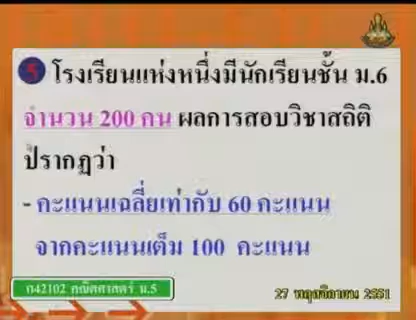 5 โรงเรียนแห่งหนึ่งมีนักเรียนชั้น ม.6
จำนวน 200 คน ผลการสอบวิชาสถิติ
ปรากฏว่า
- คะแนนเฉลี่ยเท่ากับ 60 คะแนน
จากคะแนนเต็ม 100 คะแนน
ค42102 คณิตศาสตร์ ม.5
27 พฤศจิกายน 2551